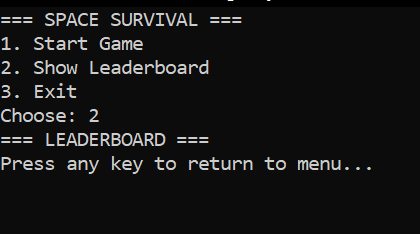 === SPACE SURVIVAL ===
1. Start Game
2. Show Leaderboard
3. Exit
Choose: 2
=== LEADERBOARD ===
Press any key to return to menu...